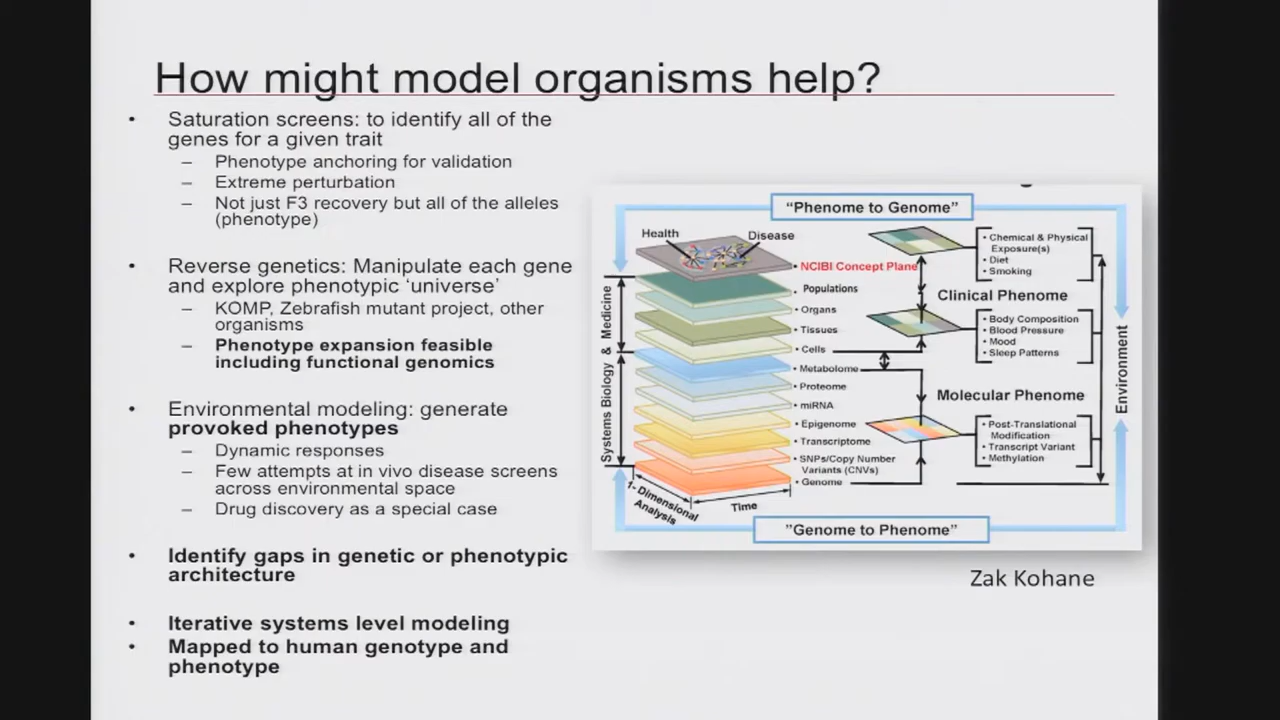 How might model organisms help?
• Saturation screens: to identify all of the
genes for a given trait
– Phenotype anchoring for validation
– Extreme perturbation
– Not just F3 recovery but all of the alleles
(phenotype)
• Reverse genetics: Manipulate each gene
and explore phenotypic ‘universe’
– KOMP, Zebrafish mutant project, other
organisms
– Phenotype expansion feasible
including functional genomics
• Environmental modeling: generate
provoked phenotypes
– Dynamic responses
– Few attempts at in vivo disease screens
across environmental space
– Drug discovery as a special case
• Identify gaps in genetic or phenotypic
architecture
• Iterative systems level modeling
• Mapped to human genotype and
phenotype
“Phenome to Genome”
Health
Disease
• NCIBI Concept Plane
• Populations
• Organs
• Tissues
• Cells
• Metabolome
• Proteome
• miRNA
• Epigenome
• Transcriptome
• SNPs/Copy Number
Variants (CNVs)
• Genome
Systems Biology & Medicine
1- Dimensional
Analysis
Time
• Chemical & Physical
Exposure(s)
• Diet
• Smoking
Clinical Phenome
• Body Composition
• Blood Pressure
• Mood
• Sleep Patterns
Molecular Phenome
• Post-Translational
Modification
• Transcript Variant
• Methylation
Environment
”Genome to Phenome”
Zak Kohane